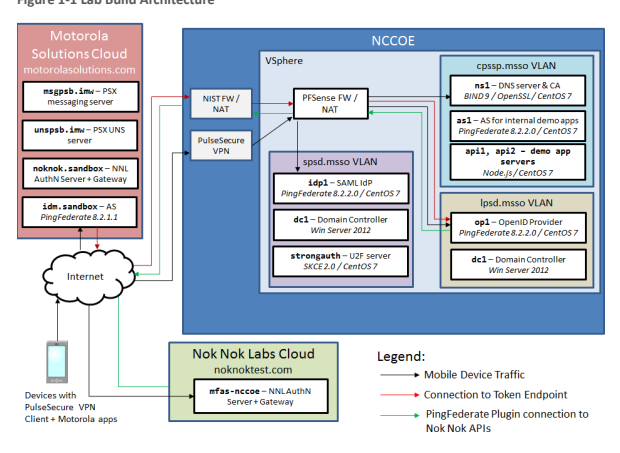 Figure 1-1 Lab Build Architecture
Motorola
Solutions Cloud
motorolasolutions.com
msgpsb.imw – PSX
messaging server
unspsb.imw – PSX UNS
server
noknok.sandbox – NNL
AuthN Server + Gateway
idm.sandbox – AS
PingFederate 8.2.1.1
Internet
Devices with
PulseSecure VPN
Client + Motorola apps
NCCOE
NIST FW /
NAT
PulseSecure
VPN
VSphere
PFSense FW /
NAT
spsd.msso VLAN
idp1 – SAML IdP
PingFederate 8.2.2.0 / CentOS 7
dc1 – Domain Controller
Win Server 2012
strongauth – U2F server
SKCE 2.0 / CentOS 7
cpssp.msso VLAN
ns1 - DNS server & CA
BIND 9 / OpenSSL / CentOS 7
as1 – AS for internal demo apps
PingFederate 8.2.2.0 / CentOS 7
api1, api2 – demo app
servers
Node.js / CentOS 7
lpsd.msso VLAN
op1 – OpenID Provider
PingFederate 8.2.2.0 / CentOS 7
dc1 – Domain Controller
Win Server 2012
Nok Nok Labs Cloud
noknoktest.com
mfas-nccoe – NNL AuthN
Server + Gateway
Legend:
Mobile Device Traffic
Connection to Token Endpoint
PingFederate Plugin connection to
Nok Nok APIs